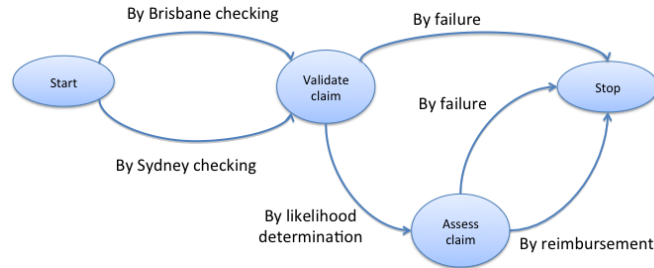 By Brisbane checking
By failure
Start
Validate
claim
Stop
By failure
By Sydney checking
By likelihood
determination
Assess
claim
By reimbursement